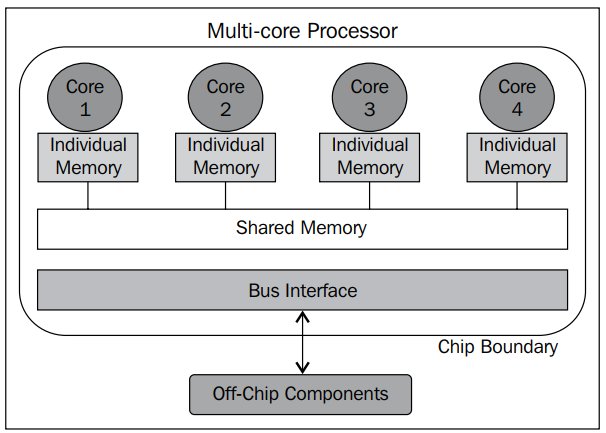 Multi-core Processor
Core
1
Core
2
Core
3
Core
4
Individual
Memory
Individual
Memory
Individual
Memory
Individual
Memory
Shared Memory
Bus Interface
Chip Boundary
Off-Chip Components